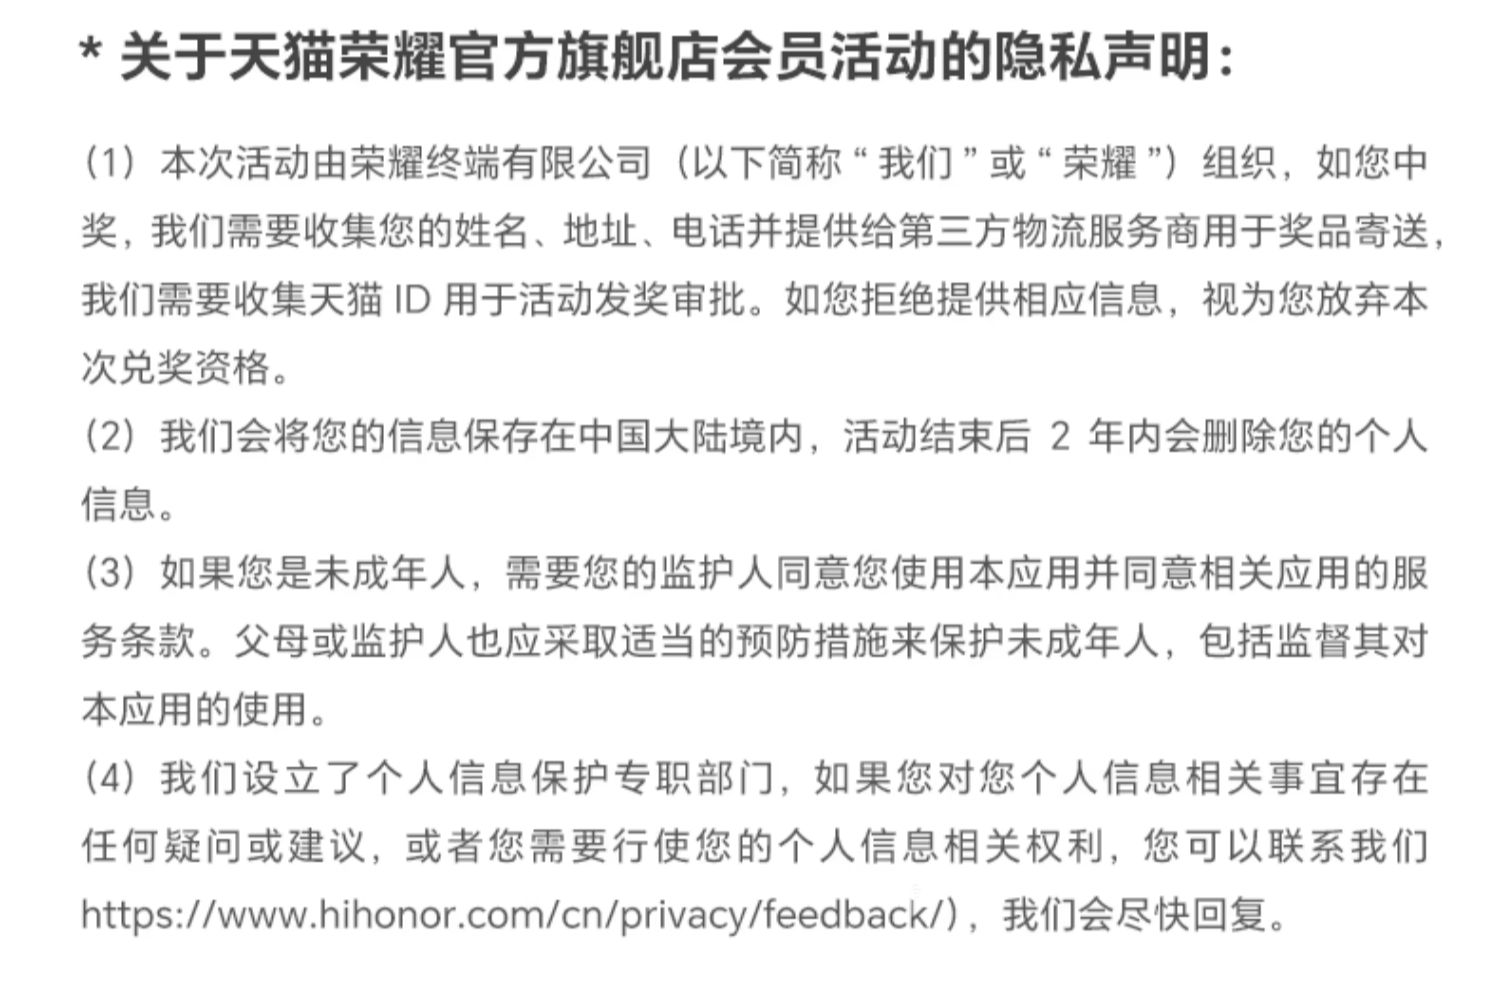 * 关于天猫荣耀官方旗舰店会员活动的隐私声明：
（1）本次活动由荣耀终端有限公司（以下简称“我们”或“荣耀”）组织，如您中
奖，我们需要收集您的姓名、地址、电话并提供给第三方物流服务商用于奖品寄送，
我们需要收集天猫 ID 用于活动发奖审批。如您拒绝提供相应信息，视为您放弃本
次兑奖资格。
（2）我们会将您的信息保存在中国大陆境内，活动结束后 2 年内会删除您的个人
信息。
（3）如果您是未成年人，需要您的监护人同意您使用本应用并同意相关应用的服
务条款。父母或监护人也应采取适当的预防措施来保护未成年人，包括监督其对
本应用的使用。
（4）我们设立了个人信息保护专职部门，如果您对您个人信息相关事宜存在
任何疑问或建议，或者您需要行使您的个人信息相关权利，您可以联系我们
https://www.hihonor.com/cn/privacy/feedback/)，我们会尽快回复。